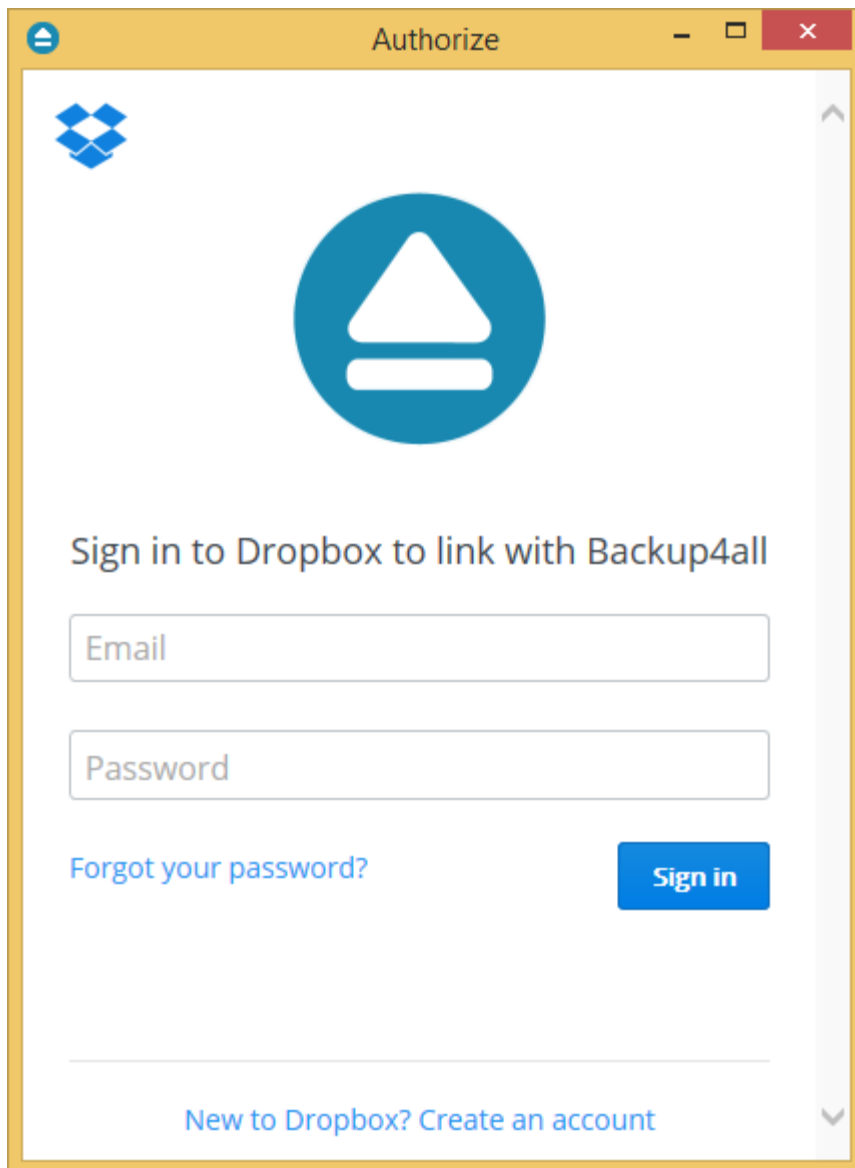 Authorize
Sign in to Dropbox to link with Backup4all
Email
Password
Forgot your password?
Sign in
New to Dropbox? Create an account